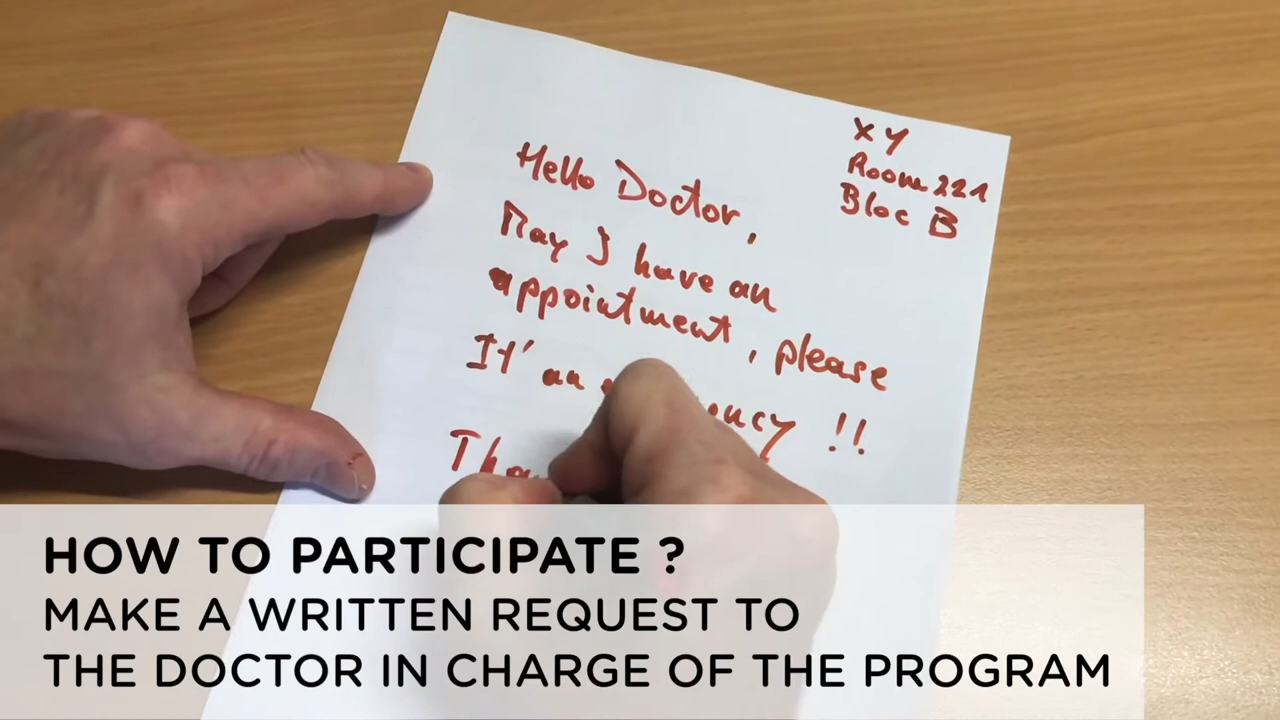 XY
Room 221
Bloc B
Hello Doctor,
May I have an
appointment, please
It' an !!
HOW TO PARTICIPATE ?
MAKE A WRITTEN REQUEST TO
THE DOCTOR IN CHARGE OF THE PROGRAM